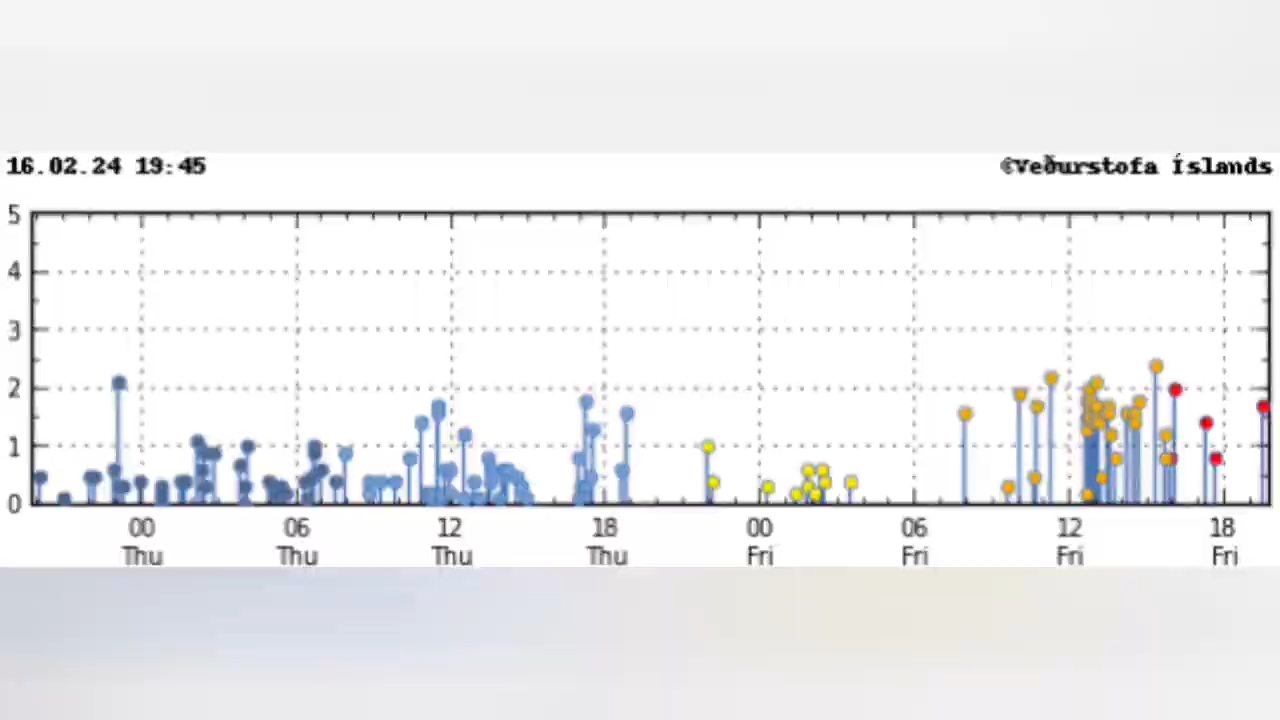 16.02.24 19:45
©Veðurstofa Íslands
5
4
3
2
1
0
00 06 12 18 00 06 12 18
Thu Thu Thu Thu Fri Fri Fri Fri